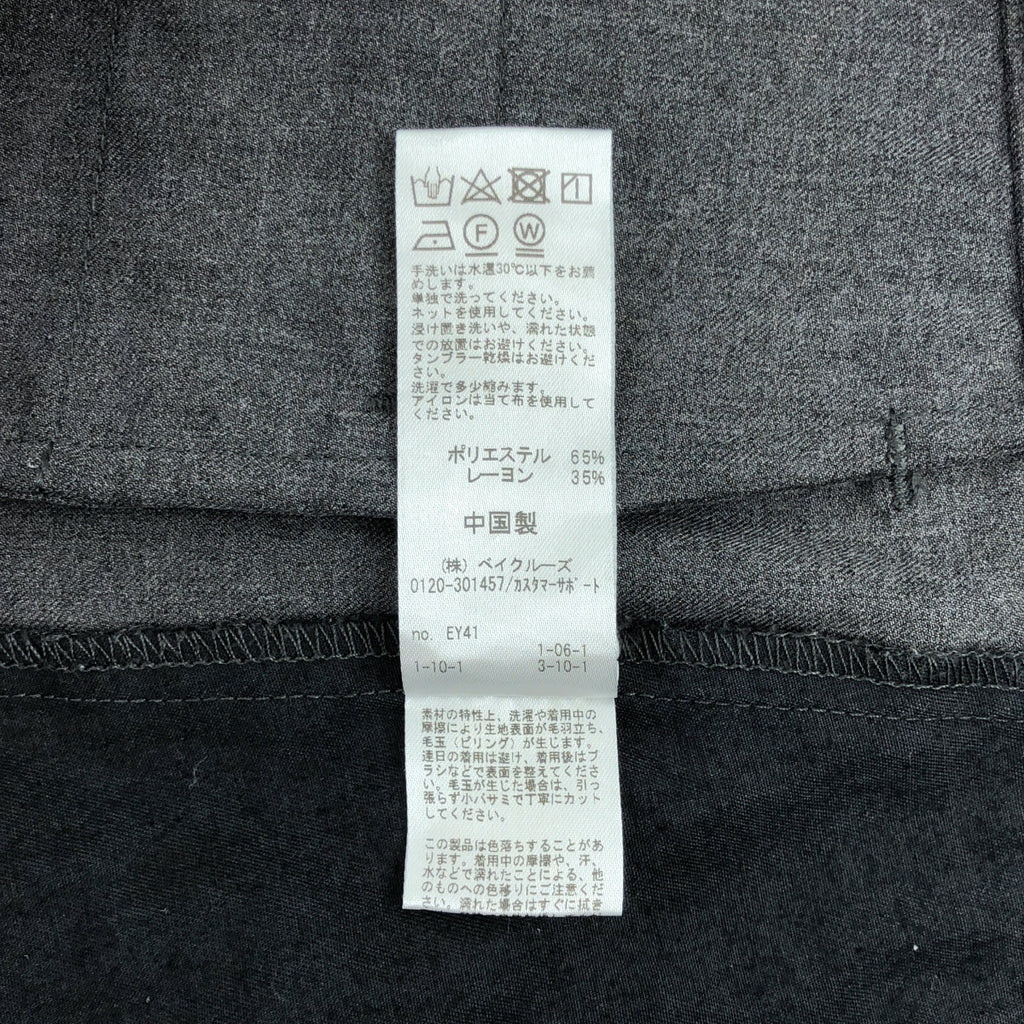 F W
手洗いは水温30℃以下をお薦
めします。
単独で洗ってください。
ネットを使用してください。
浸け置き洗いや、濡れた状態
での放置はお避けください。
タンブラー乾燥はお避けくだ
さい。
洗濯で多少縮みます。
アイロンは当て布を使用して
ください。
ポリエステル 65%
レーヨン 35%
中国製
(株) ベイクルーズ
0120-301457/カスタマーサポート
no. EY41
1-06-1
1-10-1 3-10-1
素材の特性上、洗濯や着用中の
摩擦により生地表面が毛羽立ち、
毛玉(ピリング)が生じます。
連日の着用は避け、着用後はブ
ラシなどで表面を整えてくださ
い。毛玉が生じた場合は、引っ
張らず小バサミで丁寧にカット
してください。
この製品は色落ちすることがあ
ります。着用中の摩擦や、汗、
水などで濡れたことによる、他
のものへの色移りにご注意くだ
さい。濡れた場合はすぐに拭き